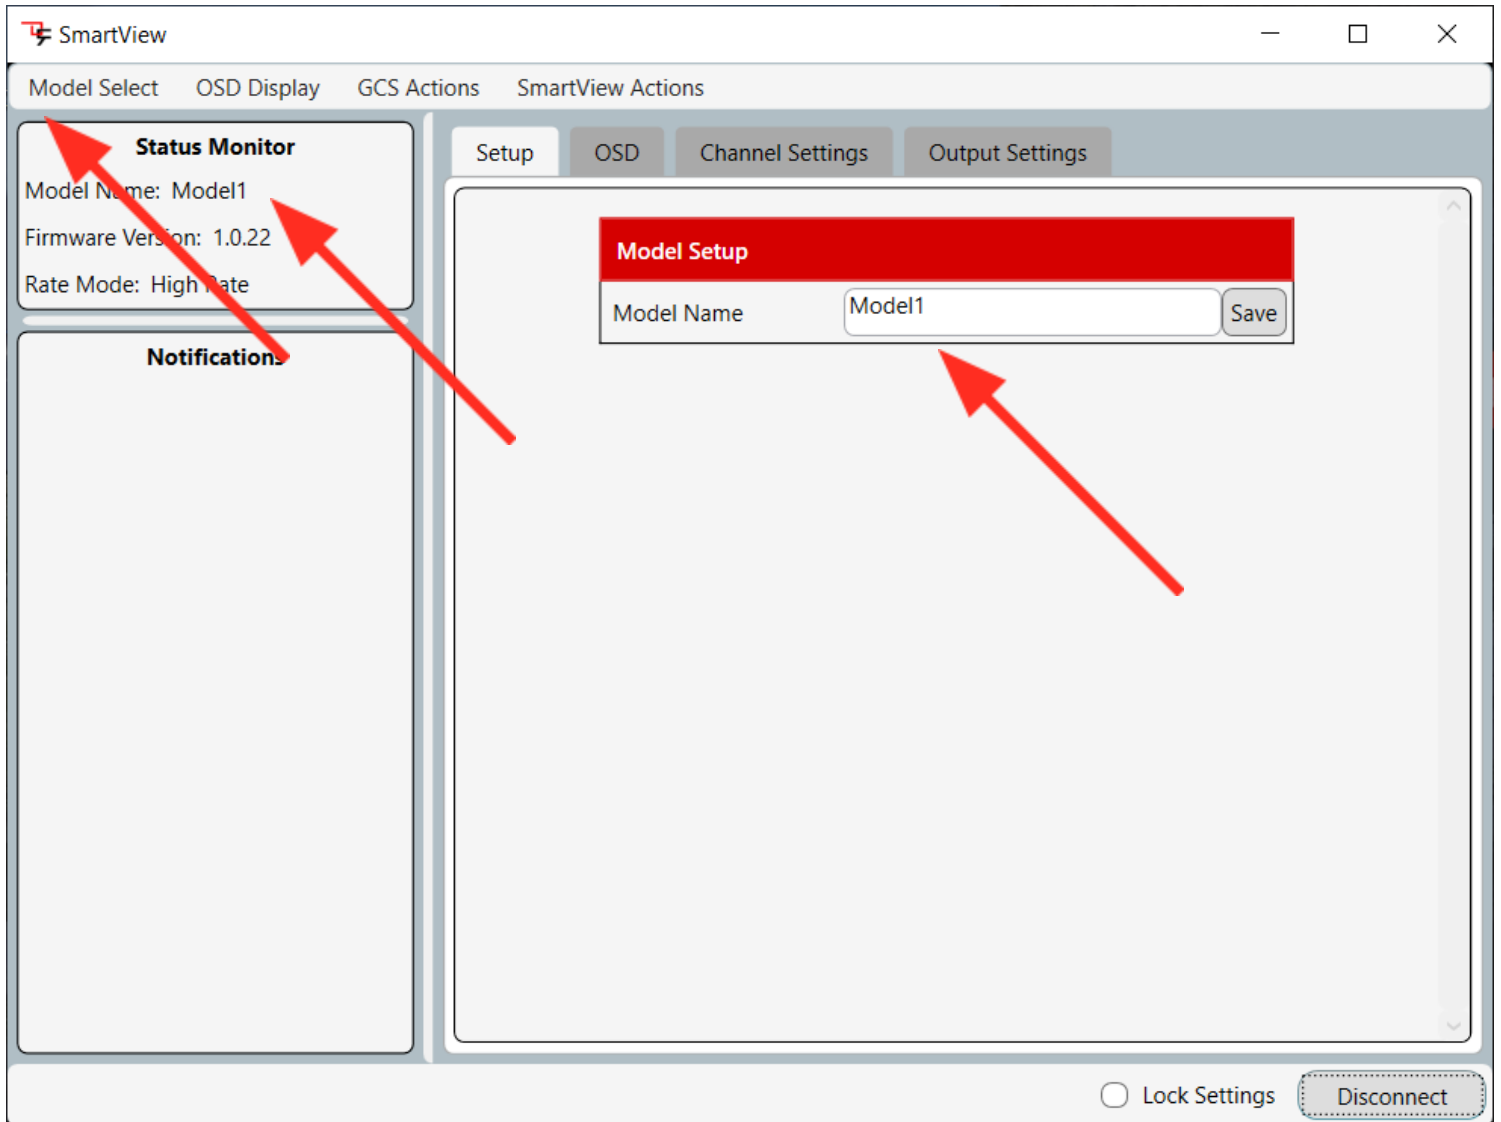 SmartView
Model Select OSD Display GCS Actions SmartView Actions
Status Monitor
Model Name: Model1
Firmware Version: 1.0.22
Rate Mode: High Rate
Notifications
Setup OSD Channel Settings Output Settings
Model Setup
Model Name Model1 Save
Lock Settings Disconnect